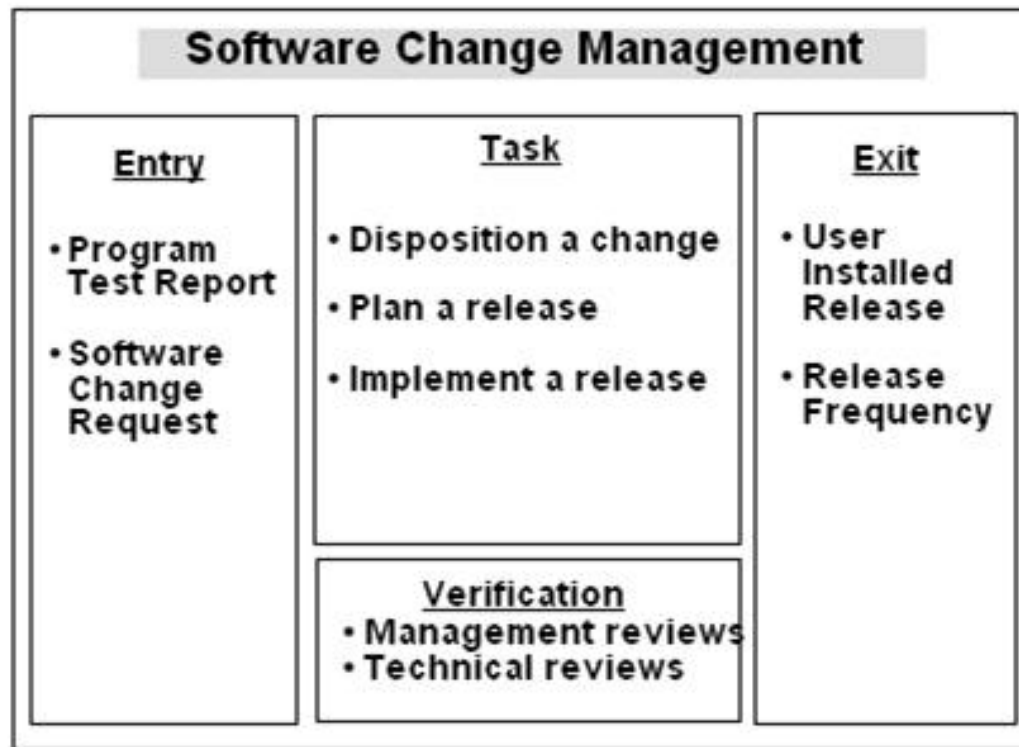 Software Change Management
Entry
• Program
Test Report
• Software
Change
Request
Task
• Disposition a change
• Plan a release
• Implement a release
Verification
• Management reviews
• Technical reviews
Exit
• User
Installed
Release
• Release
Frequency